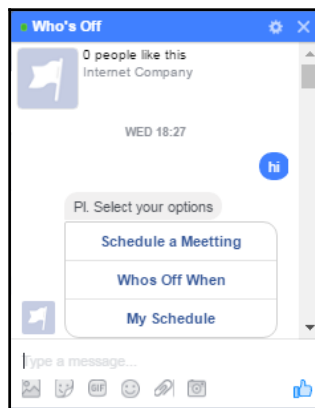 Who's Off
0 people like this
Internet Company
WED 18:27
hi
Pl. Select your options
Schedule a Meetting
Whos Off When
My Schedule
Type a message...
GIF